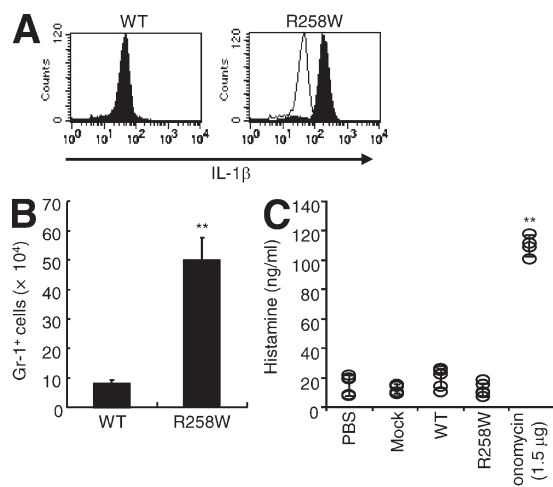 A
WT
R258W
120
Counts
0
10⁰ 10¹ 10² 10³ 10⁴
120
Counts
0
10⁰ 10¹ 10² 10³ 10⁴
IL-1β
B
Gr-1⁺ cells (× 10⁴)
70
60
50
40
30
20
10
0
**
WT
R258W
C
Histamine (ng/ml)
140
120
100
80
60
40
20
0
**
PBS
Mock
WT
R258W
onomycin
(1.5 µg)